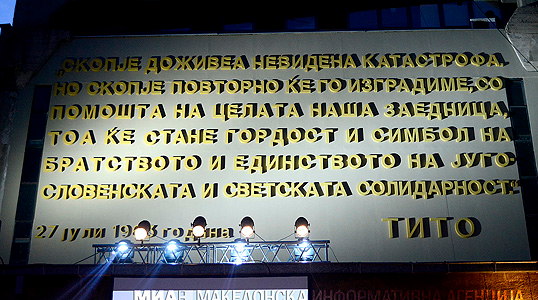 „СКОПЈЕ ДОЖИВЕА НЕВИДЕНА КАТАСТРОФА.
НО СКОПЈЕ ПОВТОРНО ЌЕ ГО ИЗГРАДИМЕ, СО
ПОМОШТА НА ЦЕЛАТА НАША ЗАЕДНИЦА,
ТОА ЌЕ СТАНЕ ГОРДОСТ И СИМБОЛ НА
БРАТСТВОТО И ЕДИНСТВОТО НА ЈУГО-
СЛОВЕНСКАТА И СВЕТСКАТА СОЛИДАРНОСТ.“
27 јули 1963 година ТИТО
МИА МАКЕДОНСКА ИНФОРМАТИВНА АГЕНЦИЈА